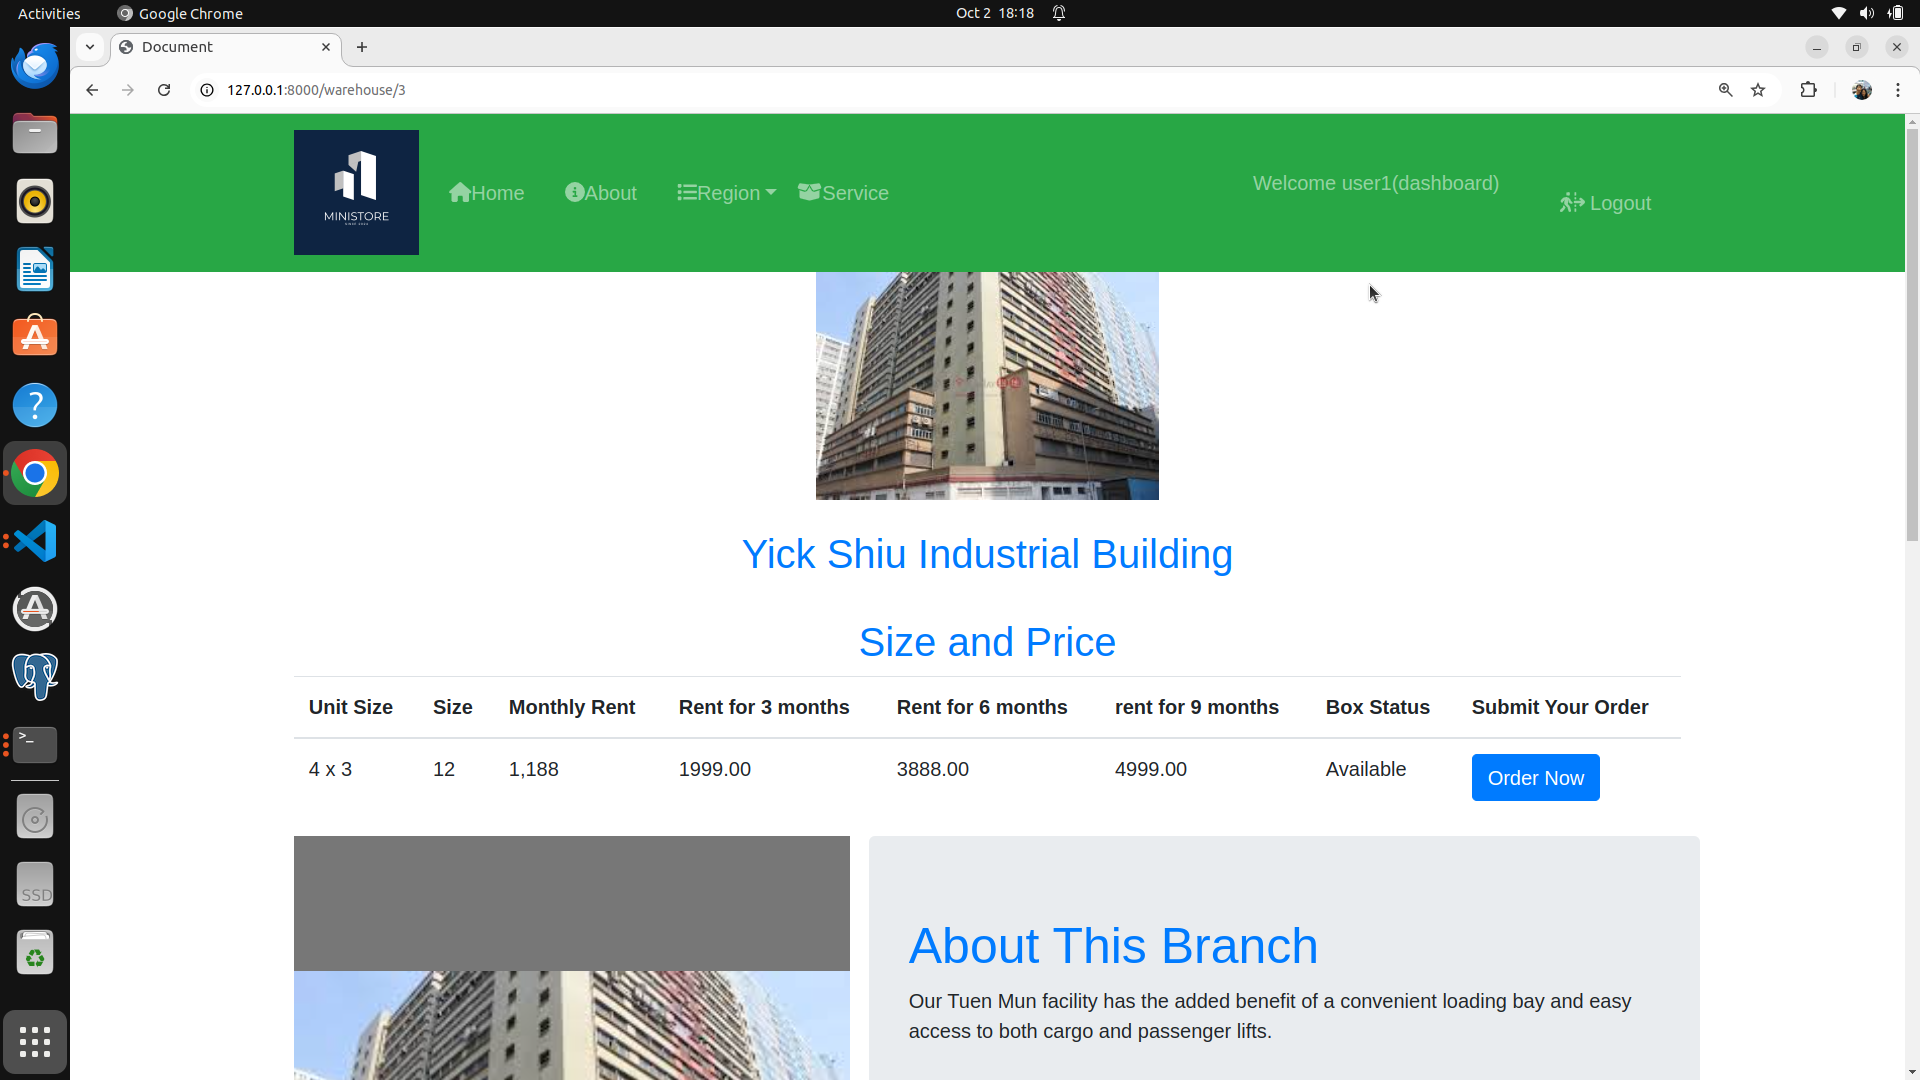 Activities
Google Chrome
Oct 2 18:18
Document
127.0.0.1:8000/warehouse/3
MINISTORE
Home
About
Region
Service
Welcome user1(dashboard)
Logout
Yick Shiu Industrial Building
Size and Price
Unit Size Size Monthly Rent Rent for 3 months Rent for 6 months rent for 9 months Box Status Submit Your Order
4 x 3 12 1,188 1999.00 3888.00 4999.00 Available Order Now
About This Branch
Our Tuen Mun facility has the added benefit of a convenient loading bay and easy
access to both cargo and passenger lifts.
SSD